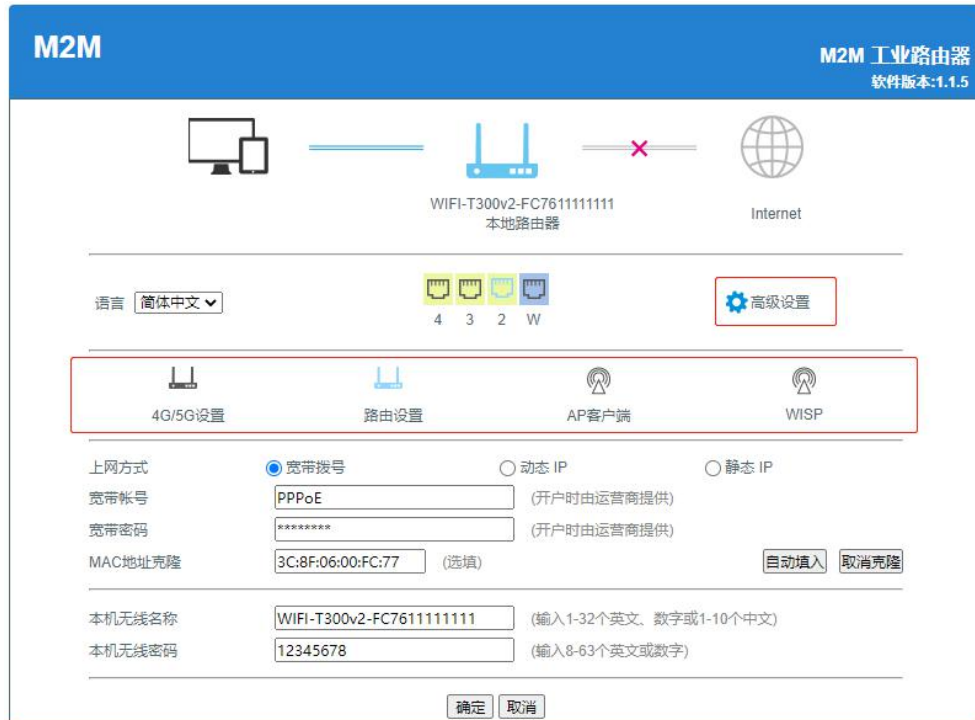 M2M
M2M 工业路由器
软件版本:1.1.5
WIFI-T300v2-FC7611111111
本地路由器
Internet
语言 简体中文
4 3 2 W
高级设置
4G/5G设置 路由设置 AP客户端 WISP
上网方式 宽带拨号 动态 IP 静态 IP
宽带帐号 PPPoE (开户时由运营商提供)
宽带密码 ******** (开户时由运营商提供)
MAC地址克隆 3C:8F:06:00:FC:77 (选填) 自动填入 取消克隆
本机无线名称 WIFI-T300v2-FC7611111111 (输入1-32个英文、数字或1-10个中文)
本机无线密码 12345678 (输入8-63个英文或数字)
确定 取消